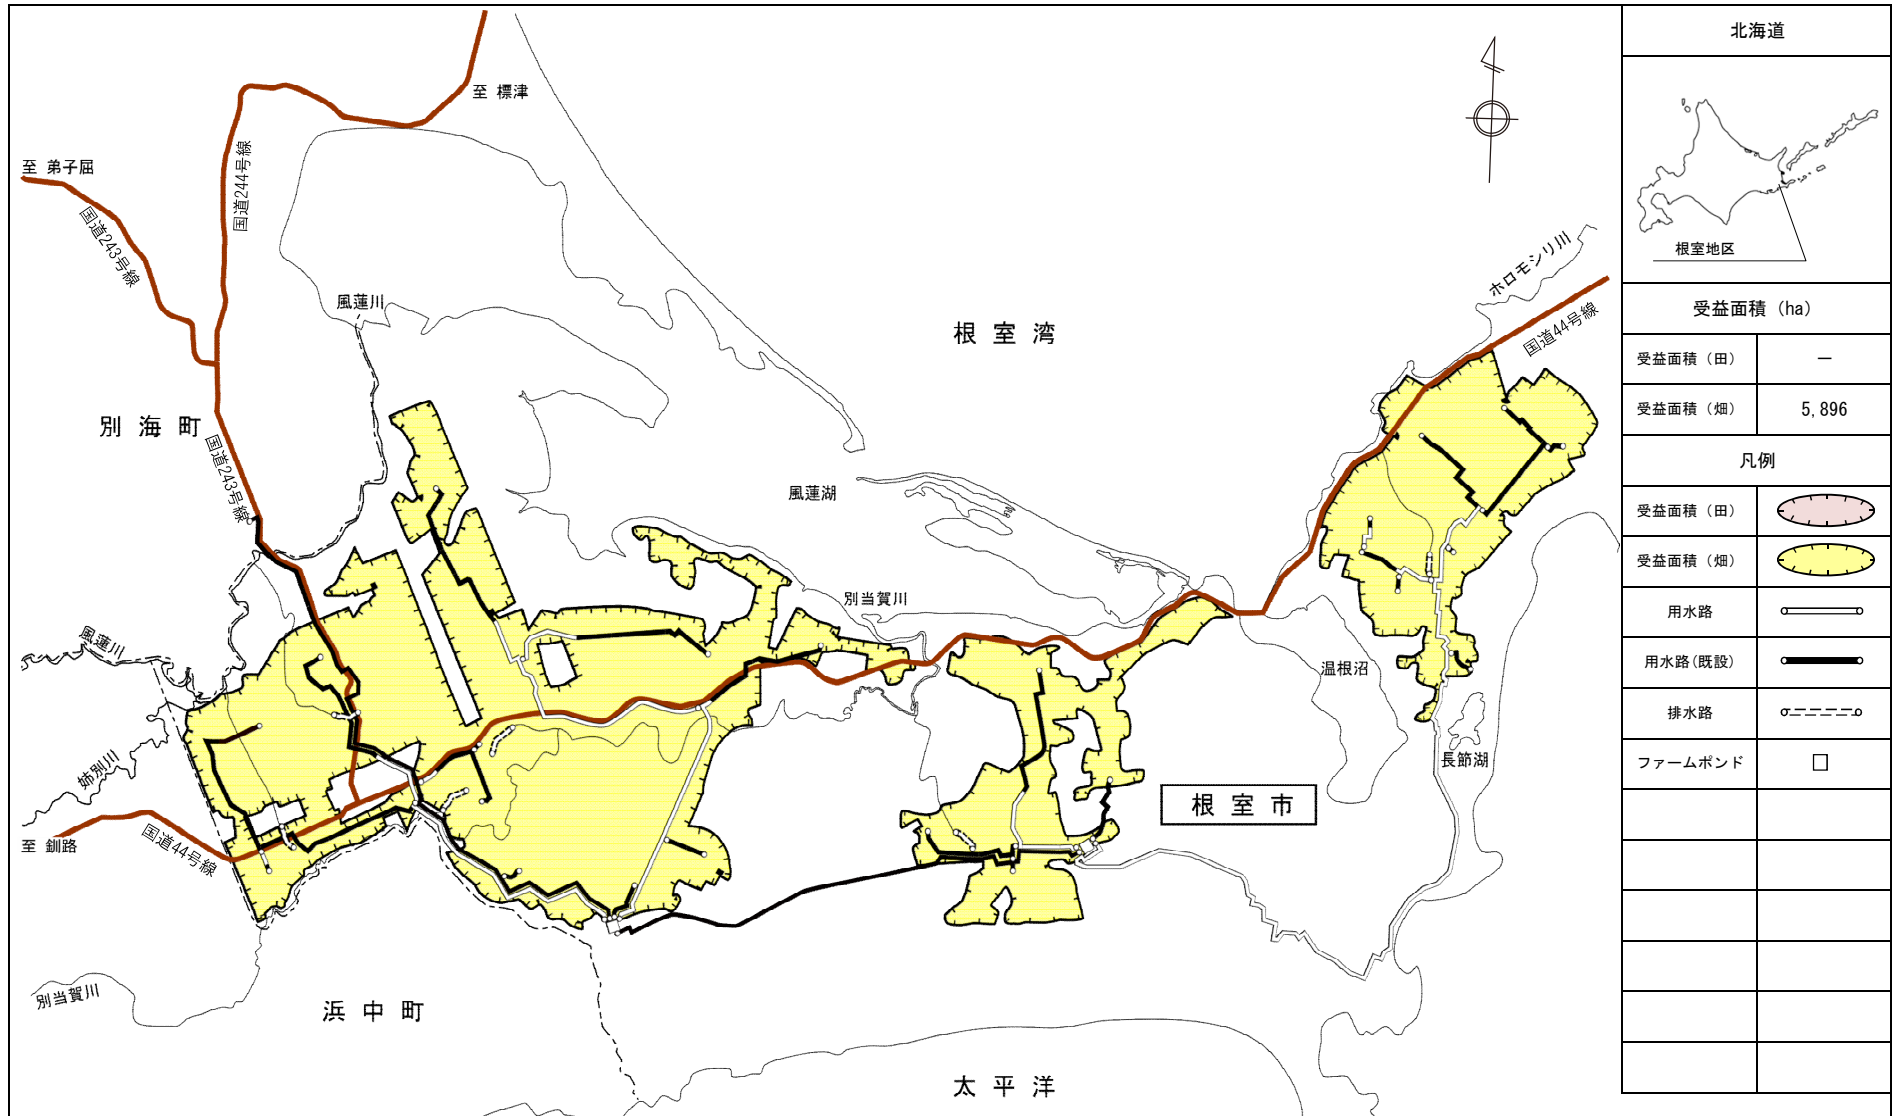 至 標津
至 弟子屈
国道244号線
国道243号線
風蓮川
根室湾
ホロモシリ川
国道44号線
別海町
国道243号線
風蓮湖
別当賀川
風蓮川
温根沼
姉別川
長節湖
根室市
至 釧路
国道44号線
別当賀川
浜中町
太平洋
北海道
根室地区
受益面積（ha）
受益面積（田） －
受益面積（畑） 5,896
凡例
受益面積（田）
受益面積（畑）
用水路
用水路(既設)
排水路
ファームポンド